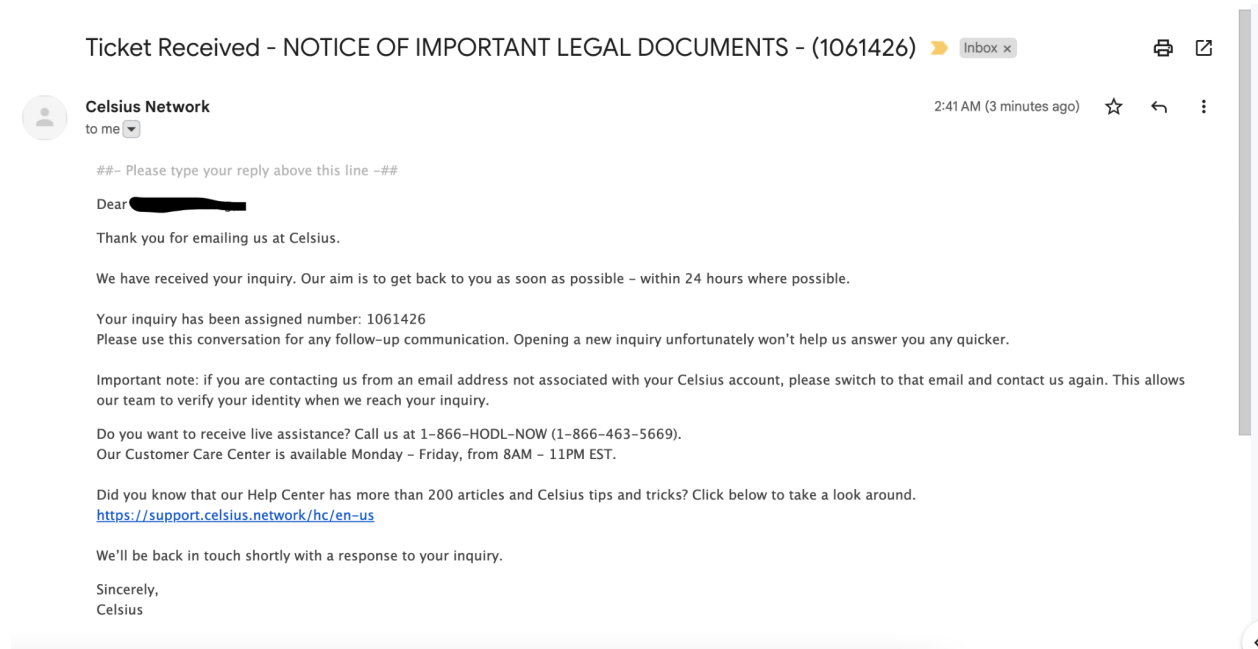 Ticket Received - NOTICE OF IMPORTANT LEGAL DOCUMENTS - (1061426) Inbox x
Celsius Network 2:41 AM (3 minutes ago)
to me
##- Please type your reply above this line -##
Dear
Thank you for emailing us at Celsius.
We have received your inquiry. Our aim is to get back to you as soon as possible – within 24 hours where possible.
Your inquiry has been assigned number: 1061426
Please use this conversation for any follow-up communication. Opening a new inquiry unfortunately won't help us answer you any quicker.
Important note: if you are contacting us from an email address not associated with your Celsius account, please switch to that email and contact us again. This allows
our team to verify your identity when we reach your inquiry.
Do you want to receive live assistance? Call us at 1-866-HODL-NOW (1-866-463-5669).
Our Customer Care Center is available Monday – Friday, from 8AM – 11PM EST.
Did you know that our Help Center has more than 200 articles and Celsius tips and tricks? Click below to take a look around.
https://support.celsius.network/hc/en-us
We'll be back in touch shortly with a response to your inquiry.
Sincerely,
Celsius